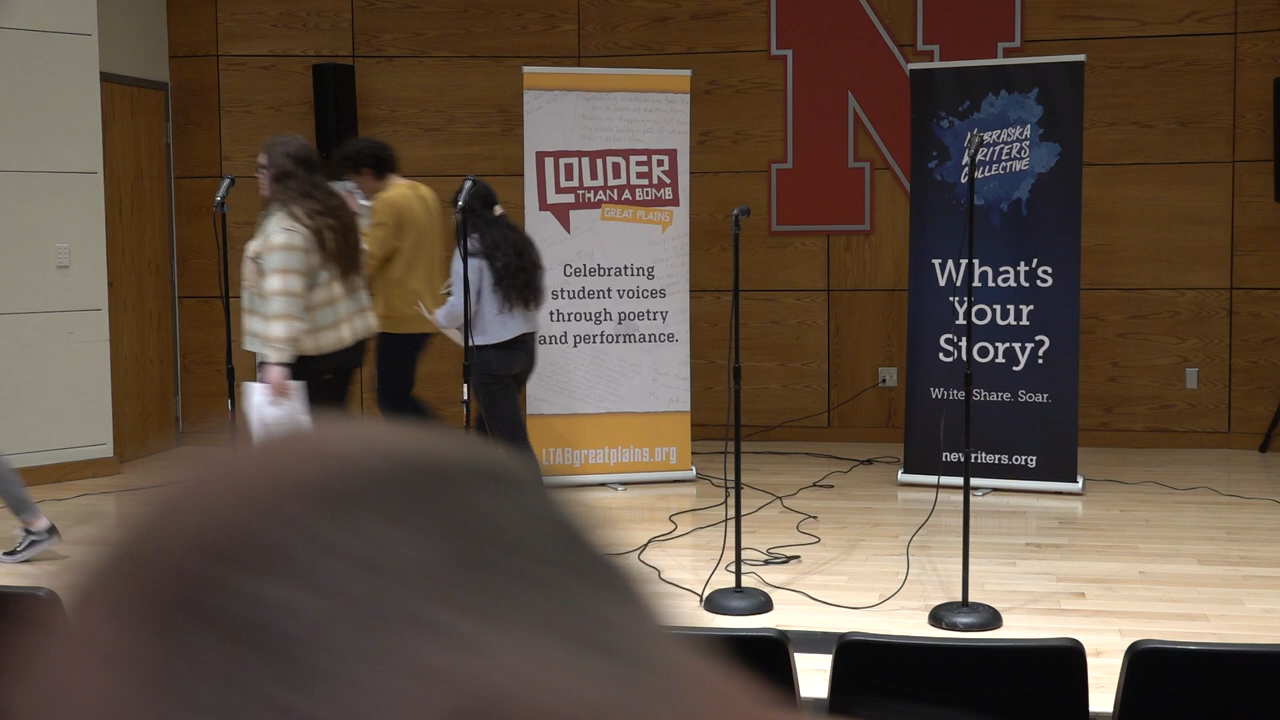 LOUDER
THAN A BOMB
GREAT PLAINS
Celebrating
student voices
through poetry
and performance.
LTABgreatplains.org
N
NEBRASKA
WRITERS
COLLECTIVE
What's
Your
Story?
Write. Share. Soar.
newriters.org